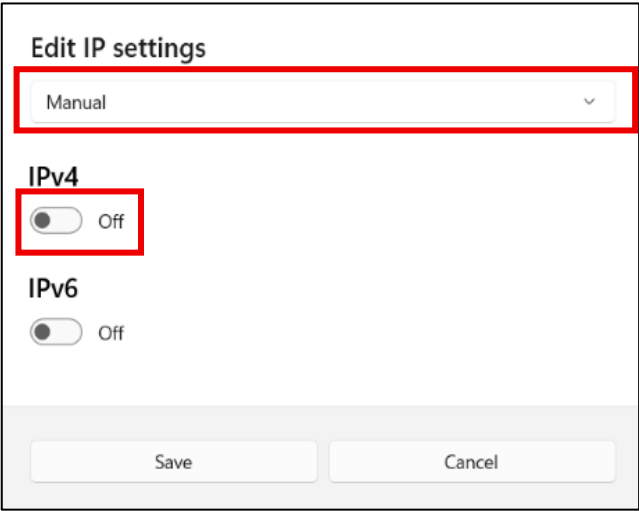 Edit IP settings
Manual
IPv4
Off
IPv6
Off
Save Cancel